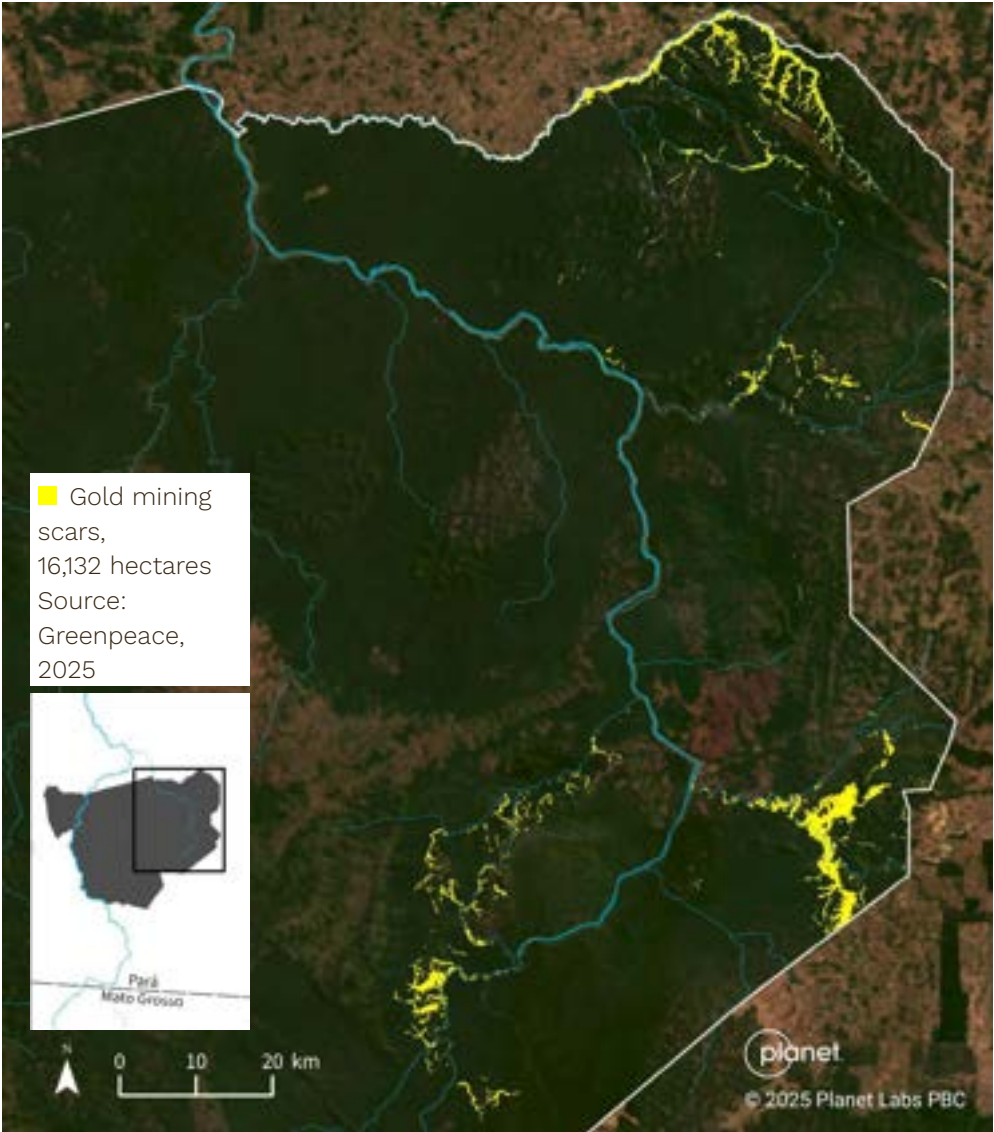 Gold mining
scars,
16,132 hectares
Source:
Greenpeace,
2025
Pará
Mato Grosso
N
0 10 20 km
planet
© 2025 Planet Labs PBC